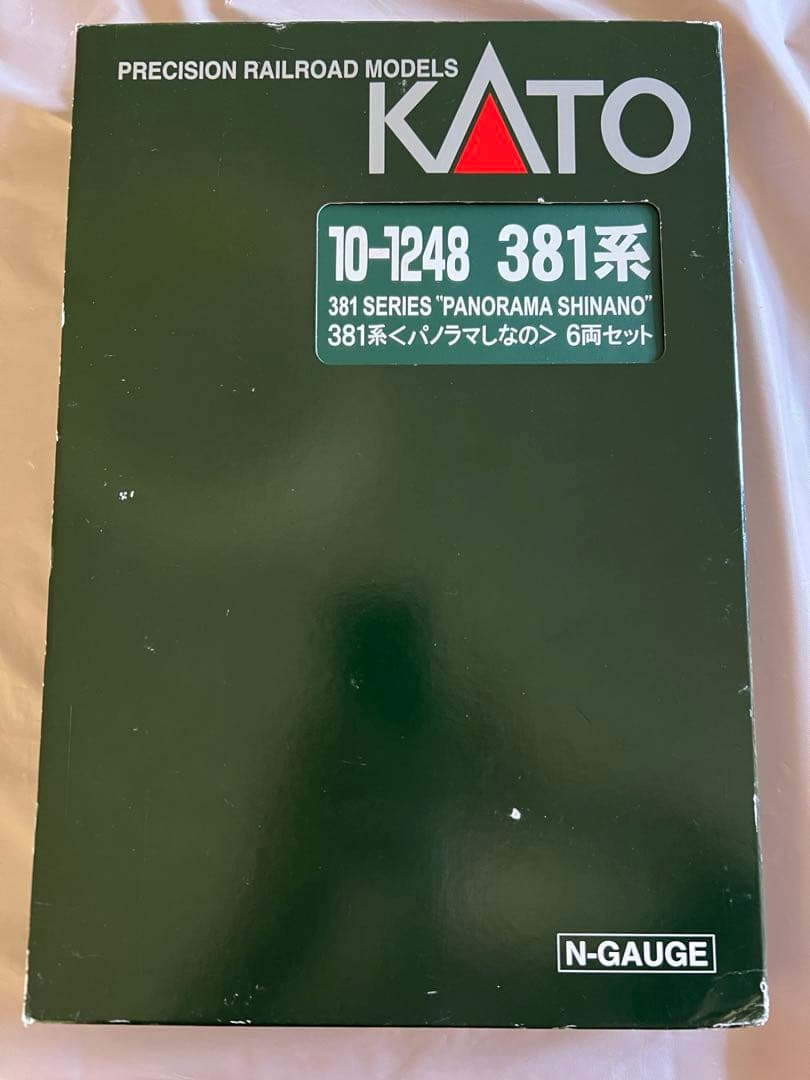 PRECISION RAILROAD MODELS
KATO
10-1248 381系
381 SERIES "PANORAMA SHINANO"
381系<パノラマしなの> 6両セット
N-GAUGE